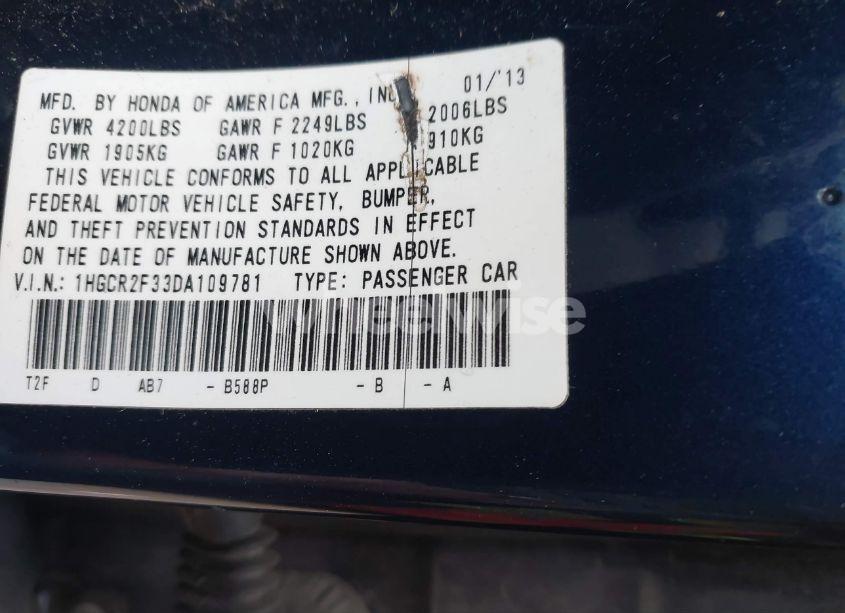 MFD. BY HONDA OF AMERICA MFG., INC 01/'13
GVWR 4200LBS GAWR F 2249LBS 2006LBS
GVWR 1905KG GAWR F 1020KG 910KG
THIS VEHICLE CONFORMS TO ALL APPLICABLE
FEDERAL MOTOR VEHICLE SAFETY, BUMPER,
AND THEFT PREVENTION STANDARDS IN EFFECT
ON THE DATE OF MANUFACTURE SHOWN ABOVE.
V.I.N.: 1HGCR2F33DA109781 TYPE: PASSENGER CAR
wheelwise
T2F D AB7 - B588P - B - A